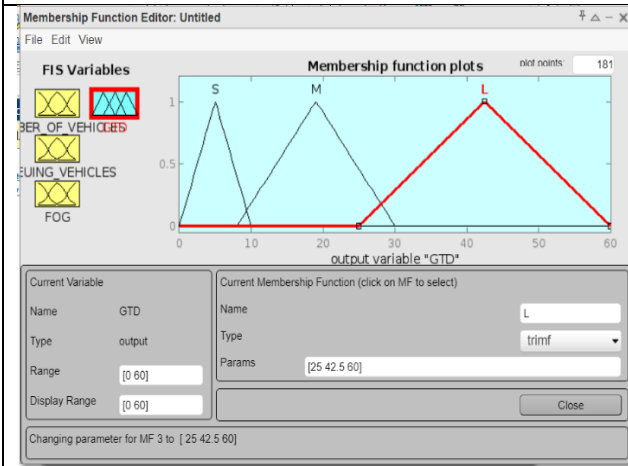 Membership Function Editor: Untitled
File Edit View
FIS Variables
Membership function plots
plot points:
181
BER_OF_VEHICLES
GTD
EUING_VEHICLES
FOG
S
M
L
1
0.5
0
0 10 20 30 40 50 60
output variable "GTD"
Current Variable
Name GTD
Type output
Range [0 60]
Display Range [0 60]
Current Membership Function (click on MF to select)
Name L
Type trimf
Params [25 42.5 60]
Close
Changing parameter for MF 3 to [ 25 42.5 60]